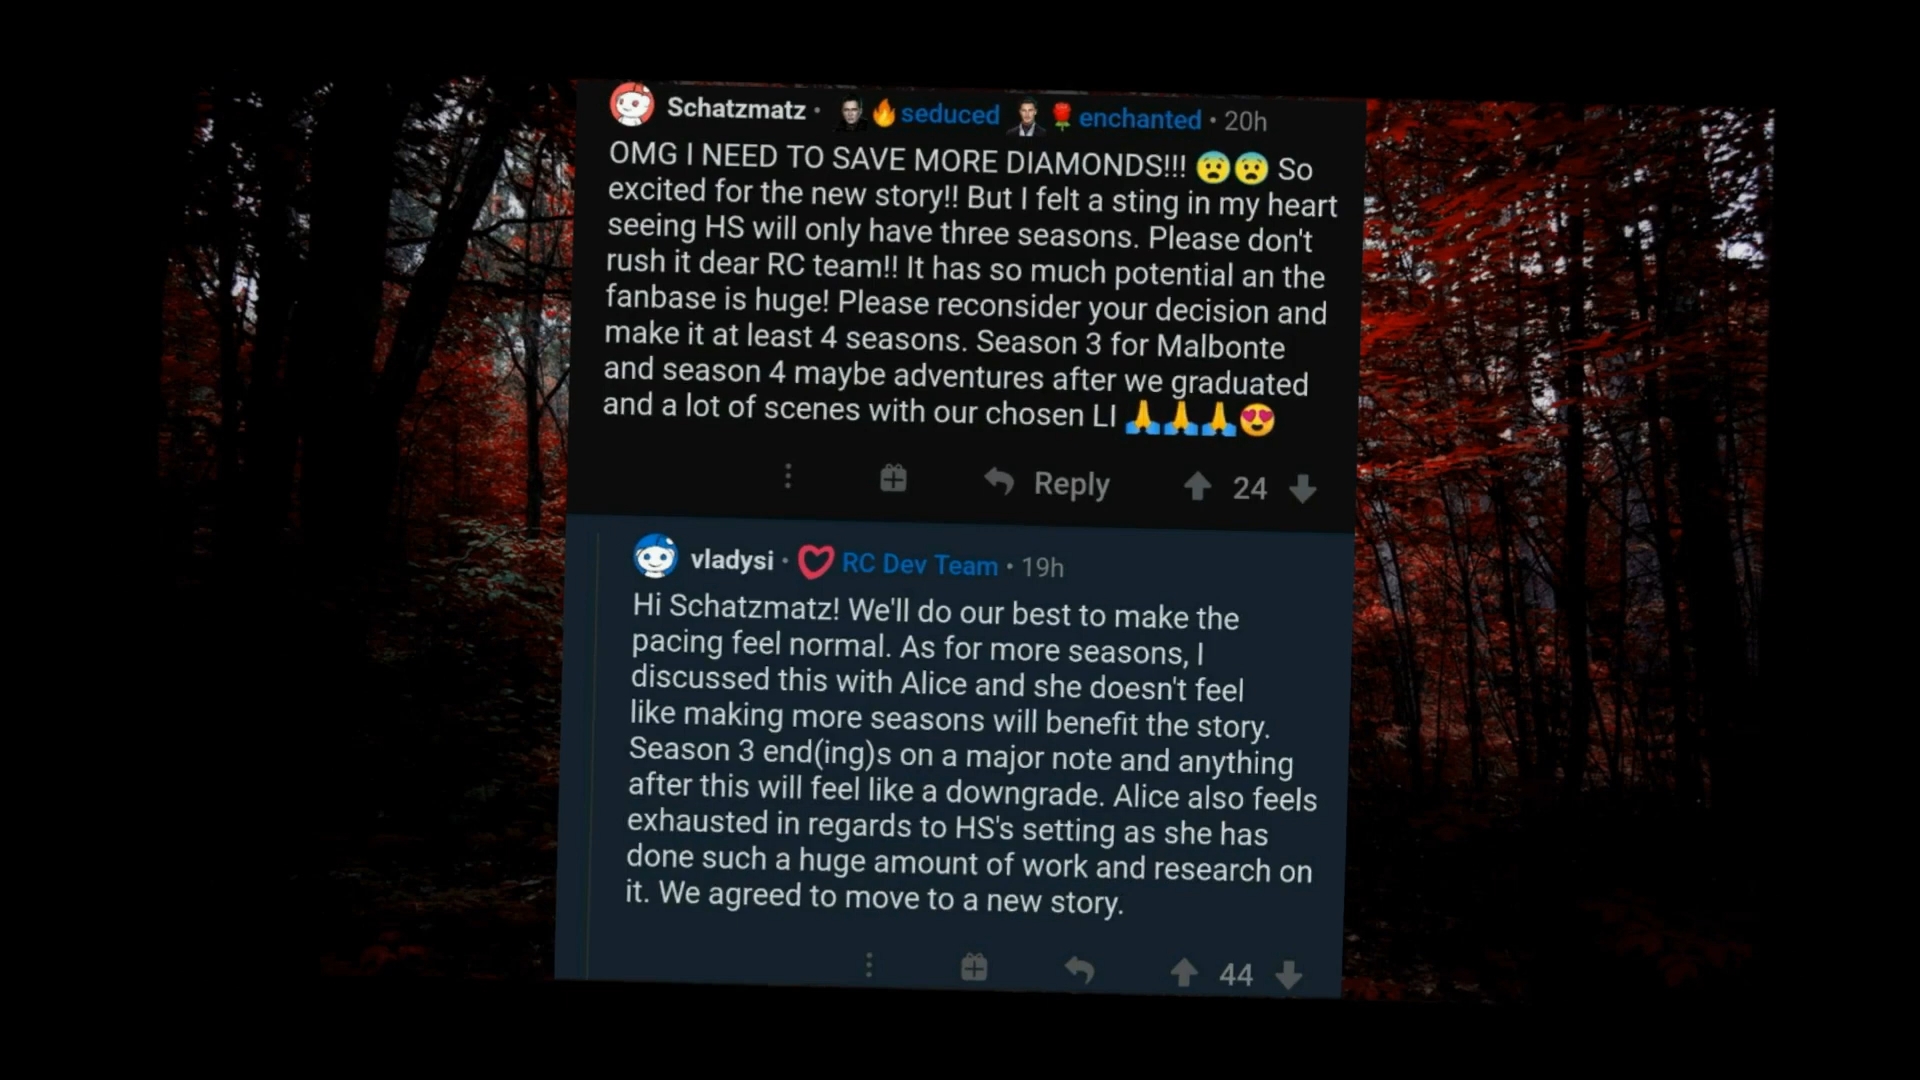 Schatzmatz · 🔥 seduced 🌹 enchanted · 20h
OMG I NEED TO SAVE MORE DIAMONDS!!! 😨😨 So
excited for the new story!! But I felt a sting in my heart
seeing HS will only have three seasons. Please don't
rush it dear RC team!! It has so much potential an the
fanbase is huge! Please reconsider your decision and
make it at least 4 seasons. Season 3 for Malbonte
and season 4 maybe adventures after we graduated
and a lot of scenes with our chosen LI 🙏🙏🙏😍
Reply 24
vladysi · RC Dev Team · 19h
Hi Schatzmatz! We'll do our best to make the
pacing feel normal. As for more seasons, I
discussed this with Alice and she doesn't feel
like making more seasons will benefit the story.
Season 3 end(ing)s on a major note and anything
after this will feel like a downgrade. Alice also feels
exhausted in regards to HS's setting as she has
done such a huge amount of work and research on
it. We agreed to move to a new story.
44